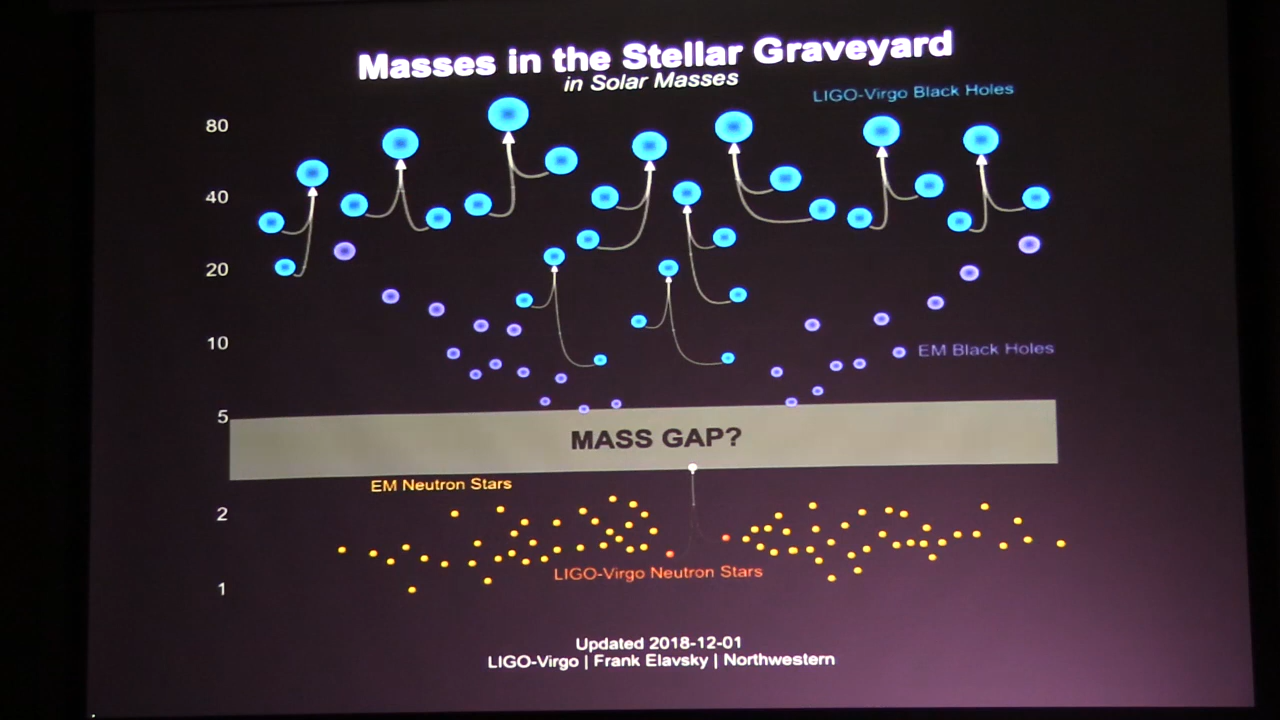 Masses in the Stellar Graveyard
in Solar Masses
LIGO-Virgo Black Holes
80
40
20
10
EM Black Holes
5
MASS GAP?
EM Neutron Stars
2
LIGO-Virgo Neutron Stars
1
Updated 2018-12-01
LIGO-Virgo | Frank Elavsky | Northwestern